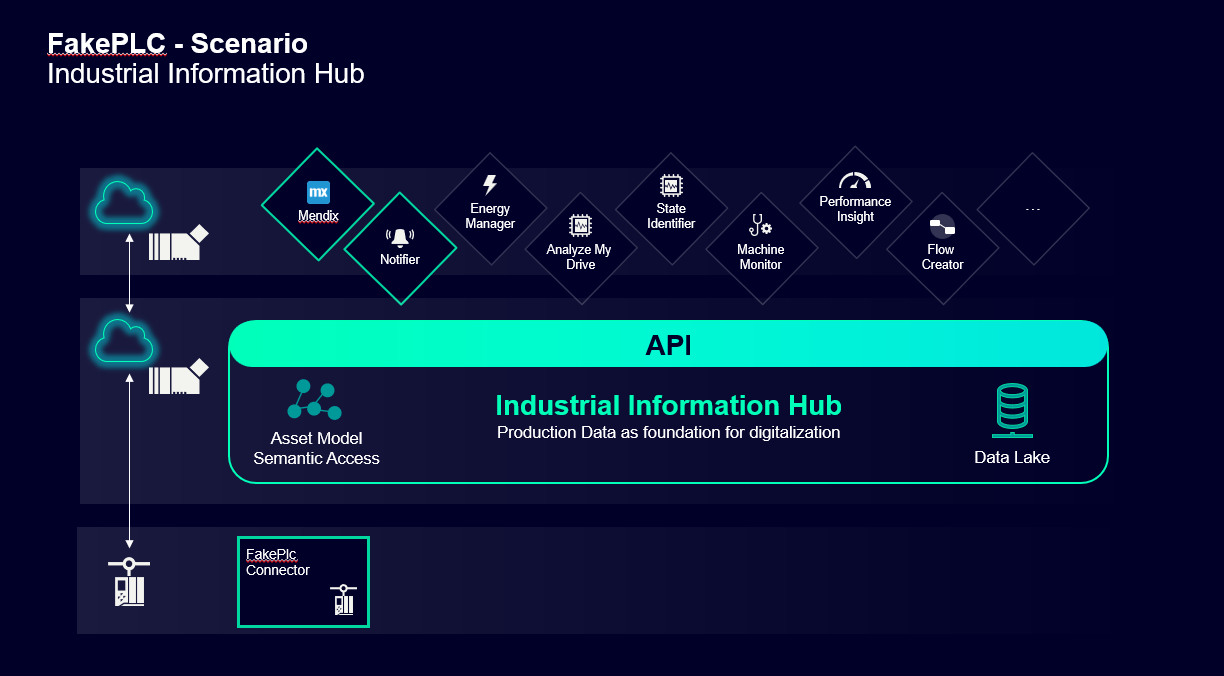 FakePLC - Scenario
Industrial Information Hub
mx
Mendix
Notifier
Energy
Manager
Analyze My
Drive
State
Identifier
Machine
Monitor
Performance
Insight
Flow
Creator
...
API
Asset Model
Semantic Access
Industrial Information Hub
Production Data as foundation for digitalization
Data Lake
FakePlc
Connector